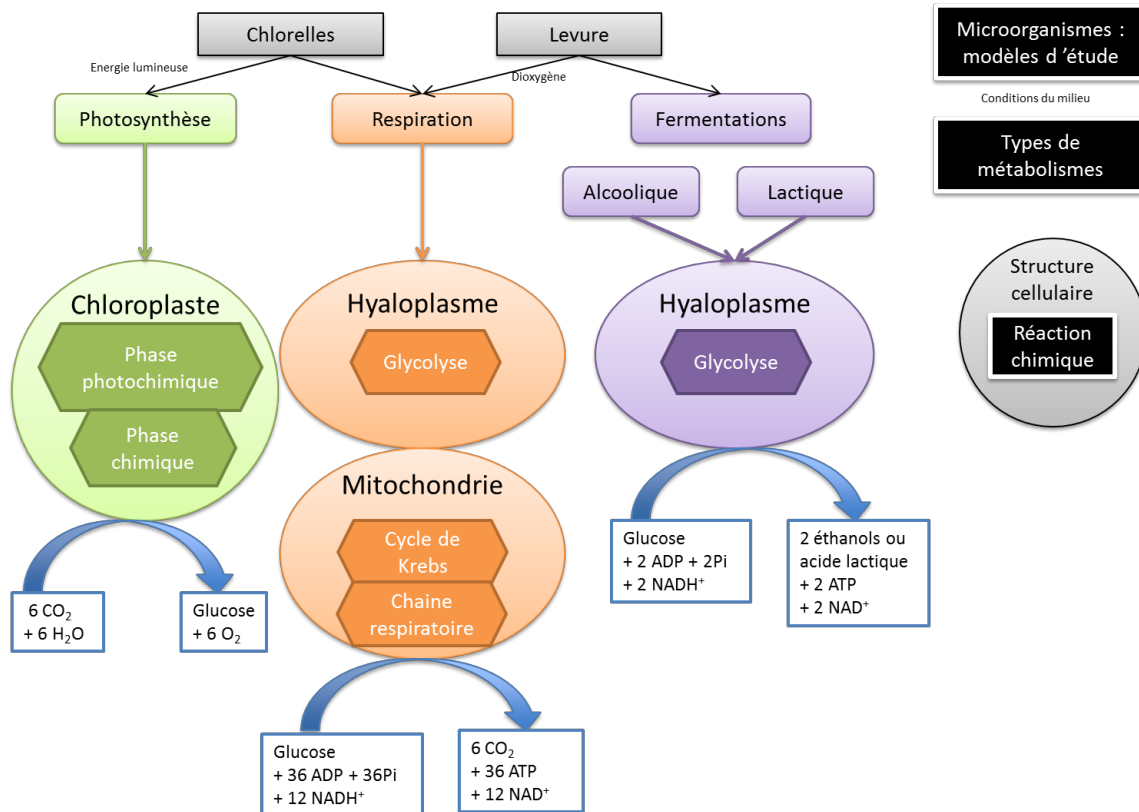 Chlorelles
Levure
Microorganismes :
modèles d ’étude
Energie lumineuse
Dioxygène
Conditions du milieu
Photosynthèse
Respiration
Fermentations
Types de
métabolismes
Alcoolique
Lactique
Chloroplaste
Phase
photochimique
Phase
chimique
Hyaloplasme
Glycolyse
Hyaloplasme
Glycolyse
Structure
cellulaire
Réaction
chimique
Mitochondrie
Cycle de
Krebs
Chaine
respiratoire
6 CO₂
+ 6 H₂O
Glucose
+ 6 O₂
Glucose
+ 2 ADP + 2Pi
+ 2 NADH⁺
2 éthanols ou
acide lactique
+ 2 ATP
+ 2 NAD⁺
Glucose
+ 36 ADP + 36Pi
+ 12 NADH⁺
6 CO₂
+ 36 ATP
+ 12 NAD⁺